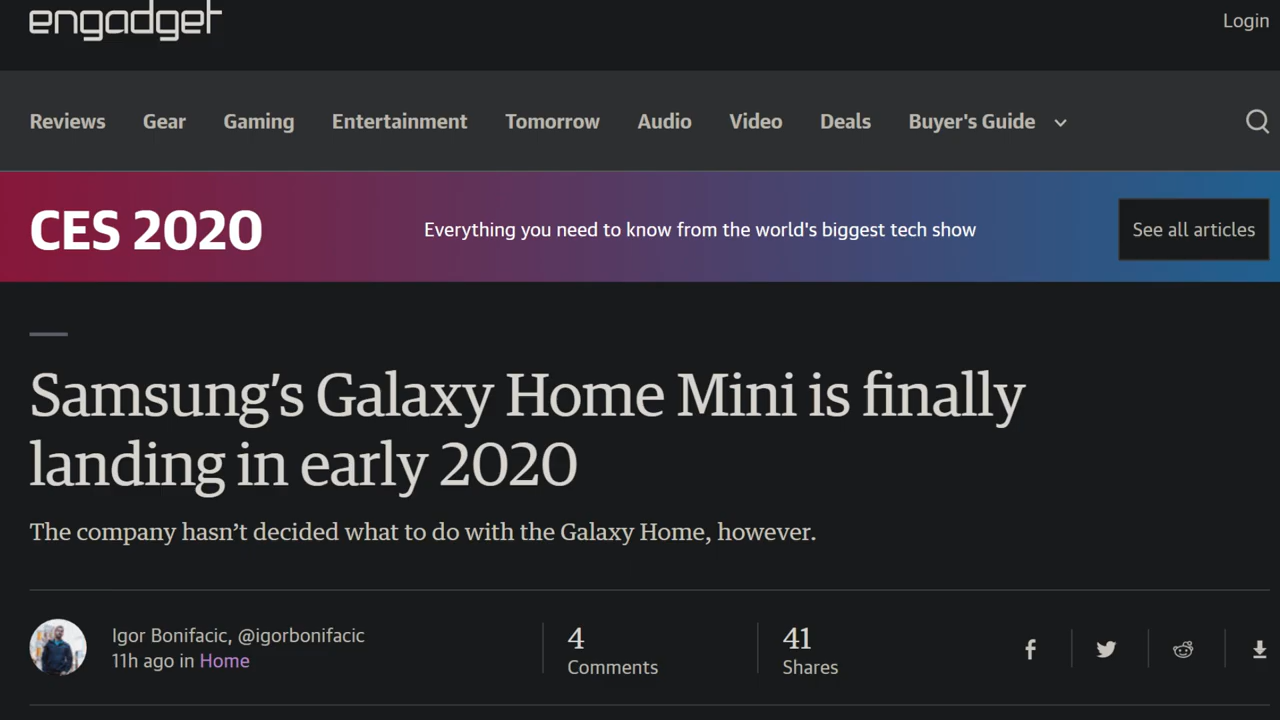 engadget
Login
Reviews Gear Gaming Entertainment Tomorrow Audio Video Deals Buyer's Guide
CES 2020
Everything you need to know from the world's biggest tech show
See all articles
Samsung’s Galaxy Home Mini is finally
landing in early 2020
The company hasn’t decided what to do with the Galaxy Home, however.
Igor Bonifacic, @igorbonifacic
11h ago in Home
4
Comments
41
Shares